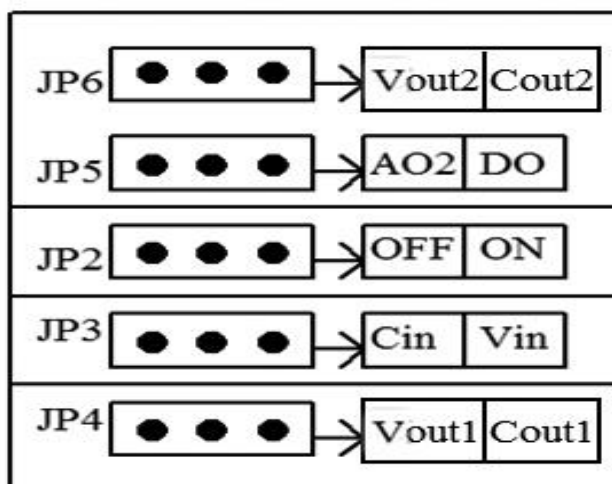 JP6 Vout2 Cout2
JP5 AO2 DO
JP2 OFF ON
JP3 Cin Vin
JP4 Vout1 Cout1